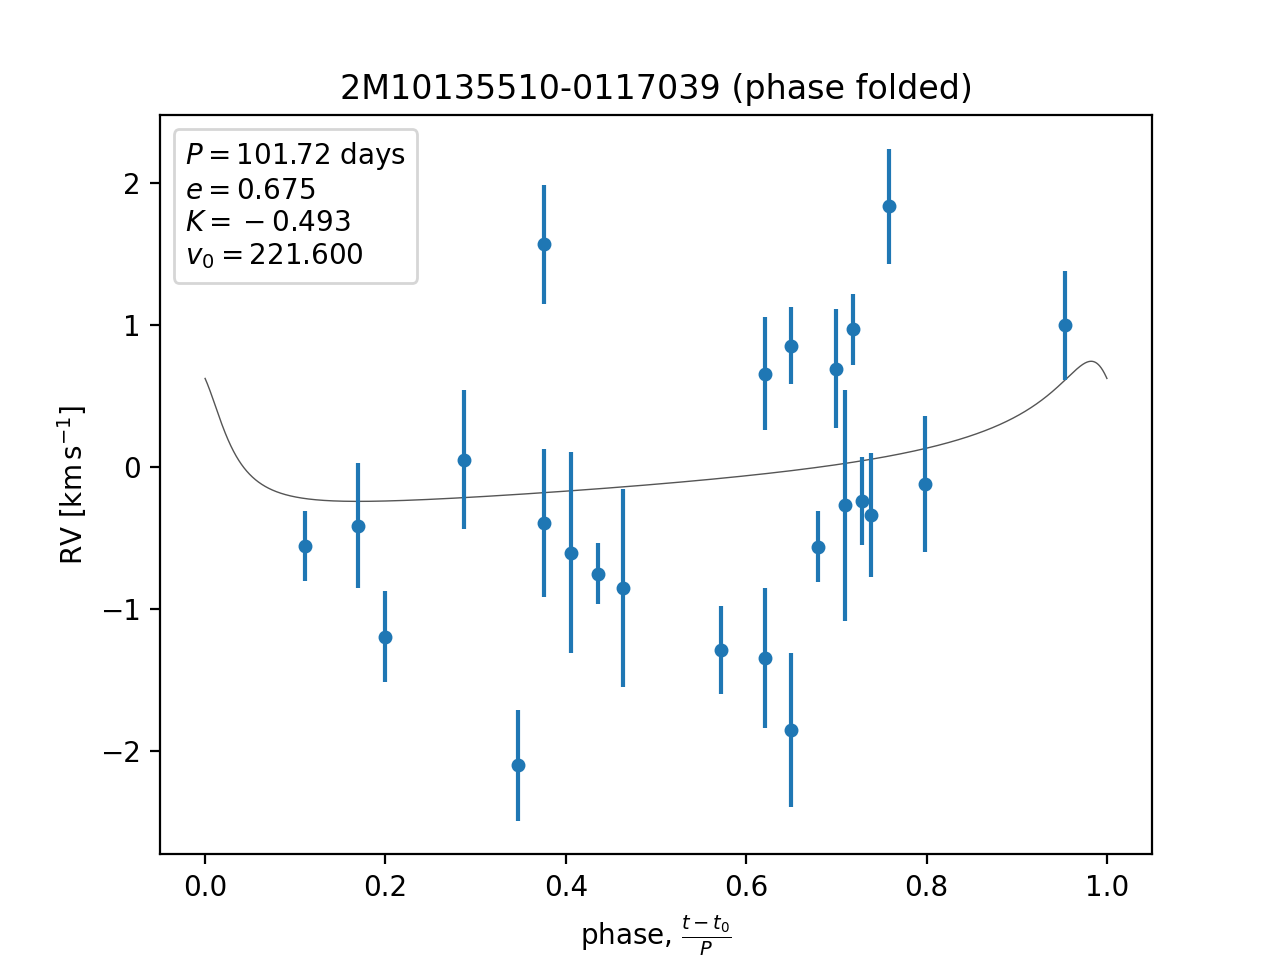 2M10135510-0117039 (phase folded)
P = 101.72 days
e = 0.675
K = −0.493
v₀ = 221.600
2
1
0
−1
−2
RV [km s⁻¹]
0.0 0.2 0.4 0.6 0.8 1.0
phase, (t − t₀)/P